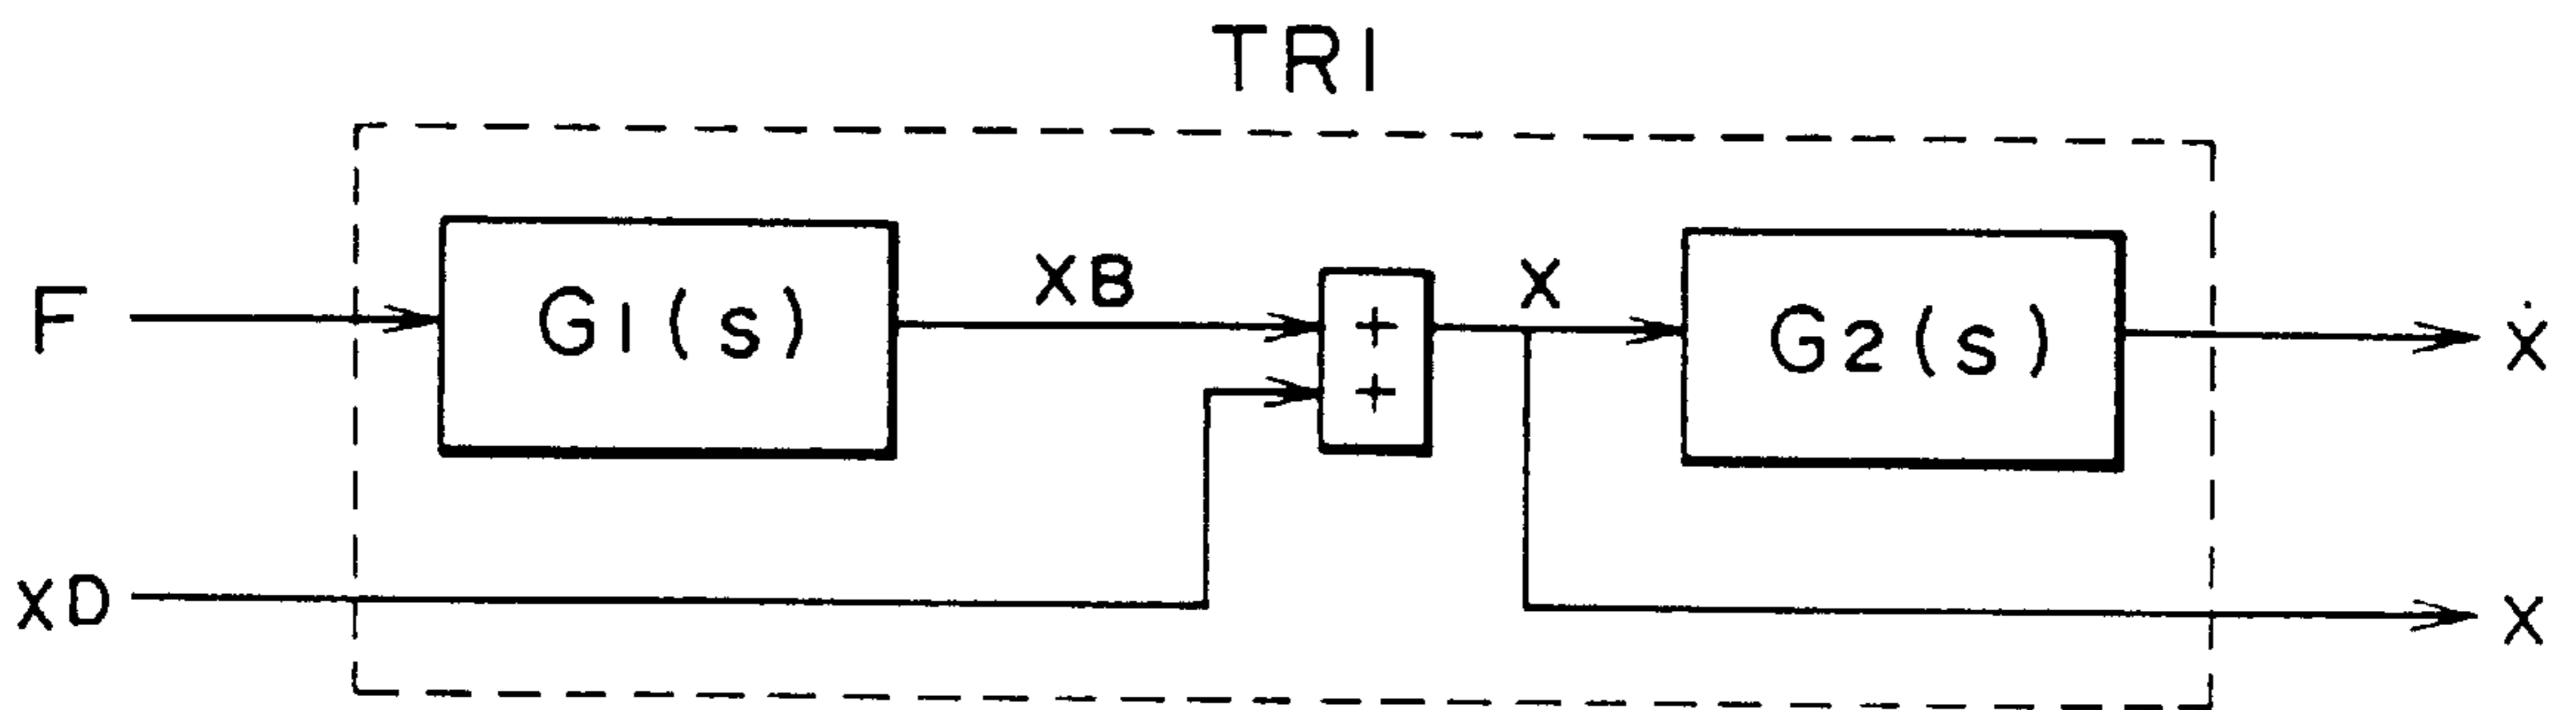 TR1
F
G1(s)
XB
+
+
X
G2(s)
Ẋ
XD
X